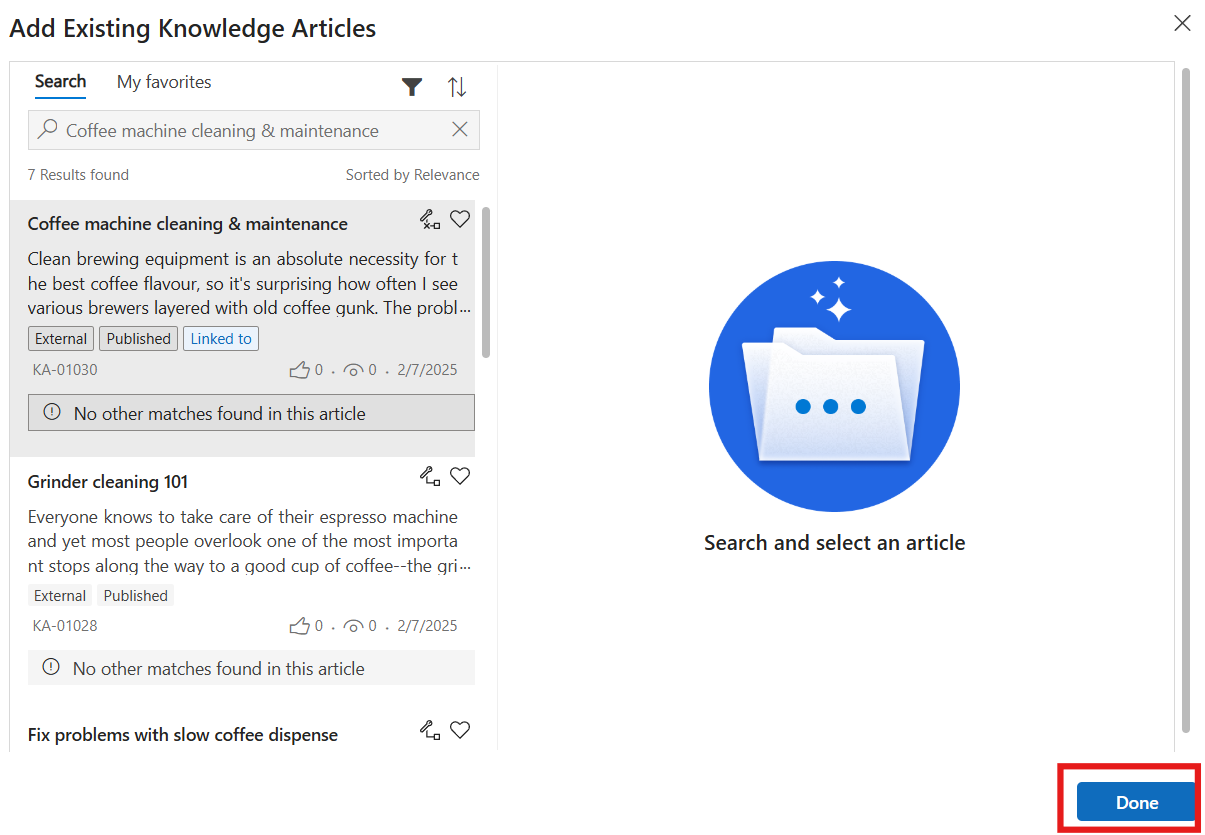 Add Existing Knowledge Articles
Search My favorites
Coffee machine cleaning & maintenance
7 Results found Sorted by Relevance
Coffee machine cleaning & maintenance
Clean brewing equipment is an absolute necessity for t
he best coffee flavour, so it's surprising how often I see
various brewers layered with old coffee gunk. The probl...
External Published Linked to
KA-01030 0 . 0 . 2/7/2025
No other matches found in this article
Grinder cleaning 101
Everyone knows to take care of their espresso machine
and yet most people overlook one of the most importa
nt stops along the way to a good cup of coffee--the gri...
External Published
KA-01028 0 . 0 . 2/7/2025
No other matches found in this article
Fix problems with slow coffee dispense
Search and select an article
Done